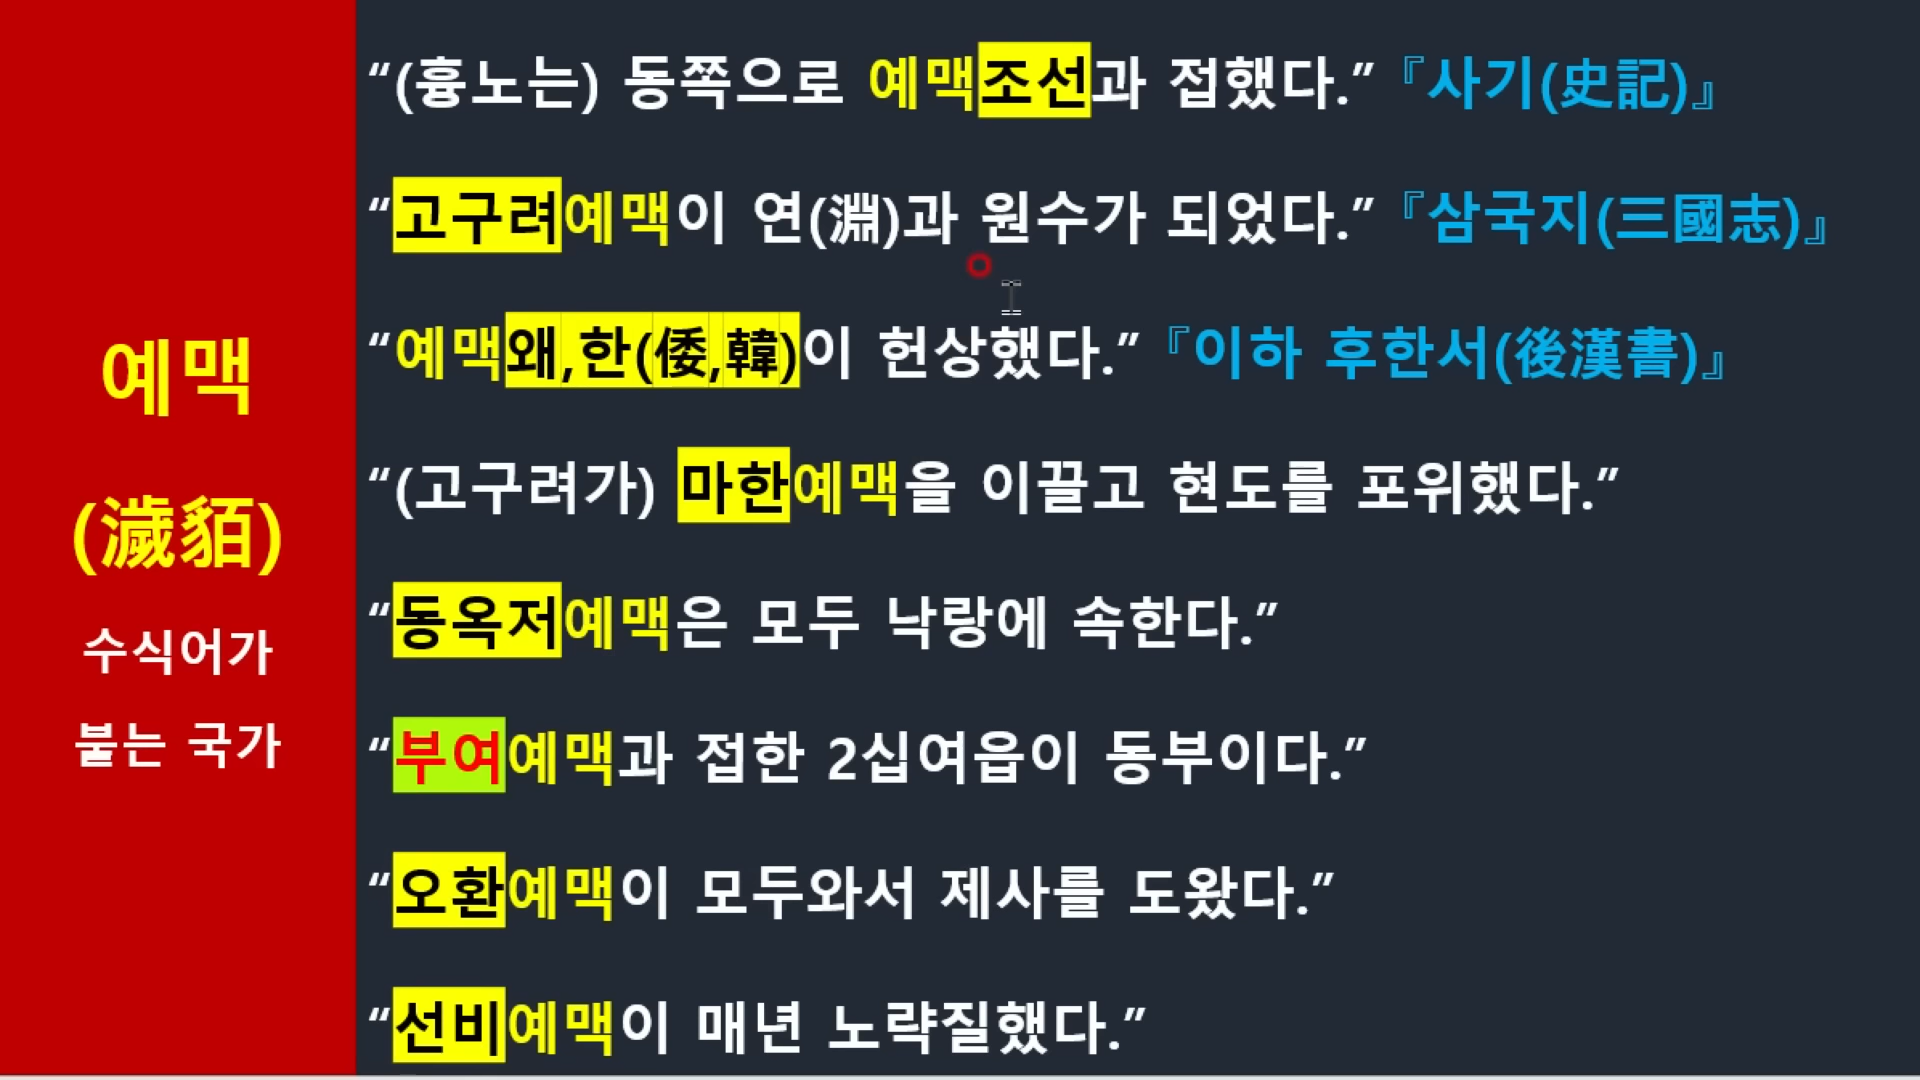 예맥
(濊貊)
수식어가
붙는 국가
“(흉노는) 동쪽으로 예맥조선과 접했다.”『사기(史記)』
“고구려예맥이 연(淵)과 원수가 되었다.”『삼국지(三國志)』
“예맥왜,한(倭,韓)이 헌상했다.”『이하 후한서(後漢書)』
“(고구려가) 마한예맥을 이끌고 현도를 포위했다.”
“동옥저예맥은 모두 낙랑에 속한다.”
“부여예맥과 접한 2십여읍이 동부이다.”
“오환예맥이 모두와서 제사를 도왔다.”
“선비예맥이 매년 노략질했다.”